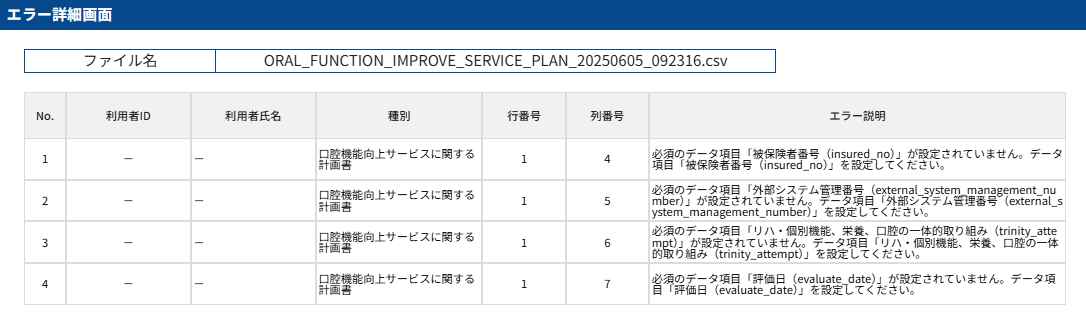 エラー詳細画面
ファイル名 ORAL_FUNCTION_IMPROVE_SERVICE_PLAN_20250605_092316.csv
No. 利用者ID 利用者氏名 種別 行番号 列番号 エラー説明
1 － － 口腔機能向上サービスに関する 1 4 必須のデータ項目「被保険者番号（insured_no）」が設定されていません。データ
計画書 項目「被保険者番号（insured_no）」を設定してください。
2 － － 口腔機能向上サービスに関する 1 5 必須のデータ項目「外部システム管理番号（external_system_management_nu
計画書 mber）」が設定されていません。データ項目「外部システム管理番号（external_s
ystem_management_number）」を設定してください。
3 － － 口腔機能向上サービスに関する 1 6 必須のデータ項目「リハ・個別機能、栄養、口腔の一体的取り組み（trinity_atte
計画書 mpt）」が設定されていません。データ項目「リハ・個別機能、栄養、口腔の一体
的取り組み（trinity_attempt）」を設定してください。
4 － － 口腔機能向上サービスに関する 1 7 必須のデータ項目「評価日（evaluate_date）」が設定されていません。データ項
計画書 目「評価日（evaluate_date）」を設定してください。